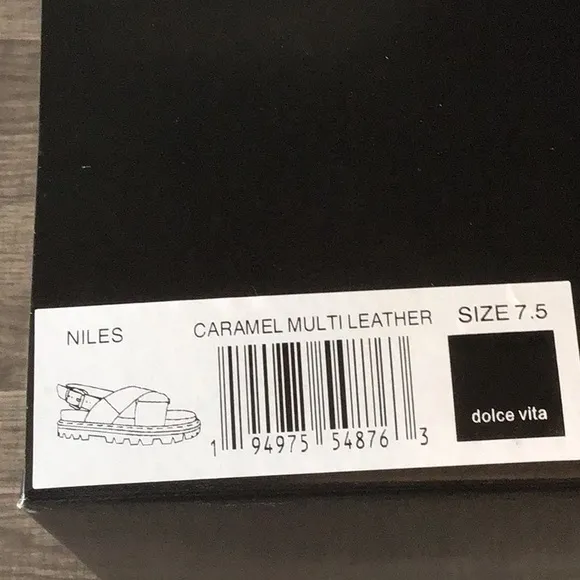 NILES
CARAMEL MULTI LEATHER
SIZE 7.5
1 94975 54876 3
dolce vita